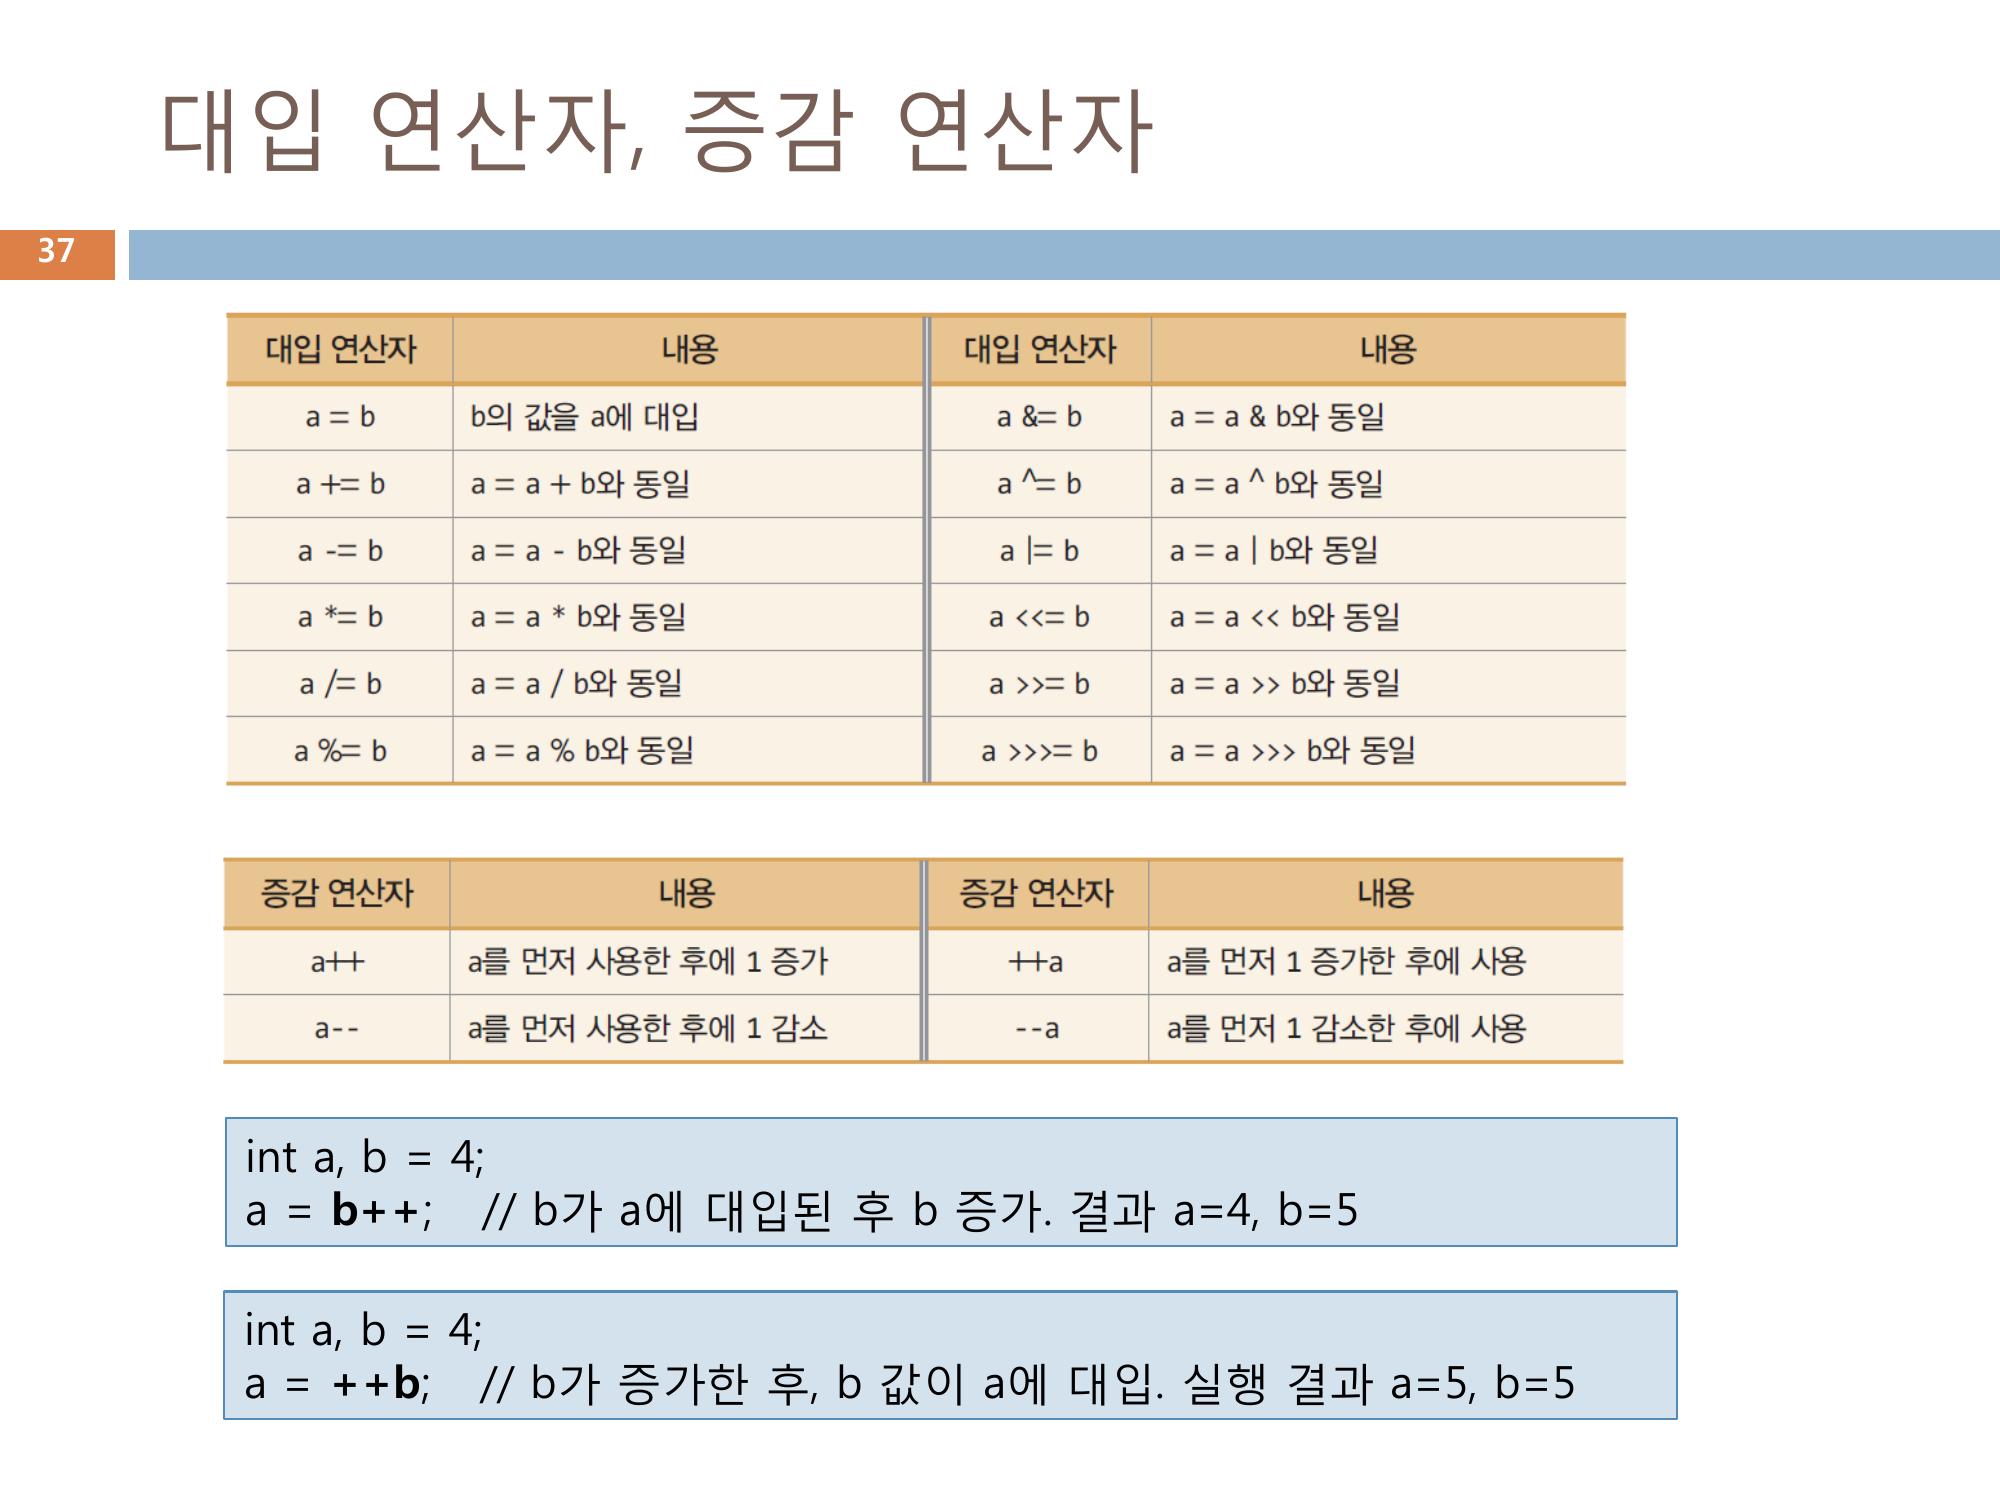 대입 연산자, 증감 연산자
37
대입 연산자 내용 대입 연산자 내용
a = b b의 값을 a에 대입 a &= b a = a & b와 동일
a += b a = a + b와 동일 a ^= b a = a ^ b와 동일
a -= b a = a - b와 동일 a |= b a = a | b와 동일
a *= b a = a * b와 동일 a <<= b a = a << b와 동일
a /= b a = a / b와 동일 a >>= b a = a >> b와 동일
a %= b a = a % b와 동일 a >>>= b a = a >>> b와 동일
증감 연산자 내용 증감 연산자 내용
a++ a를 먼저 사용한 후에 1 증가 ++a a를 먼저 1 증가한 후에 사용
a-- a를 먼저 사용한 후에 1 감소 --a a를 먼저 1 감소한 후에 사용
int a, b = 4;
a = b++; // b가 a에 대입된 후 b 증가. 결과 a=4, b=5
int a, b = 4;
a = ++b; // b가 증가한 후, b 값이 a에 대입. 실행 결과 a=5, b=5